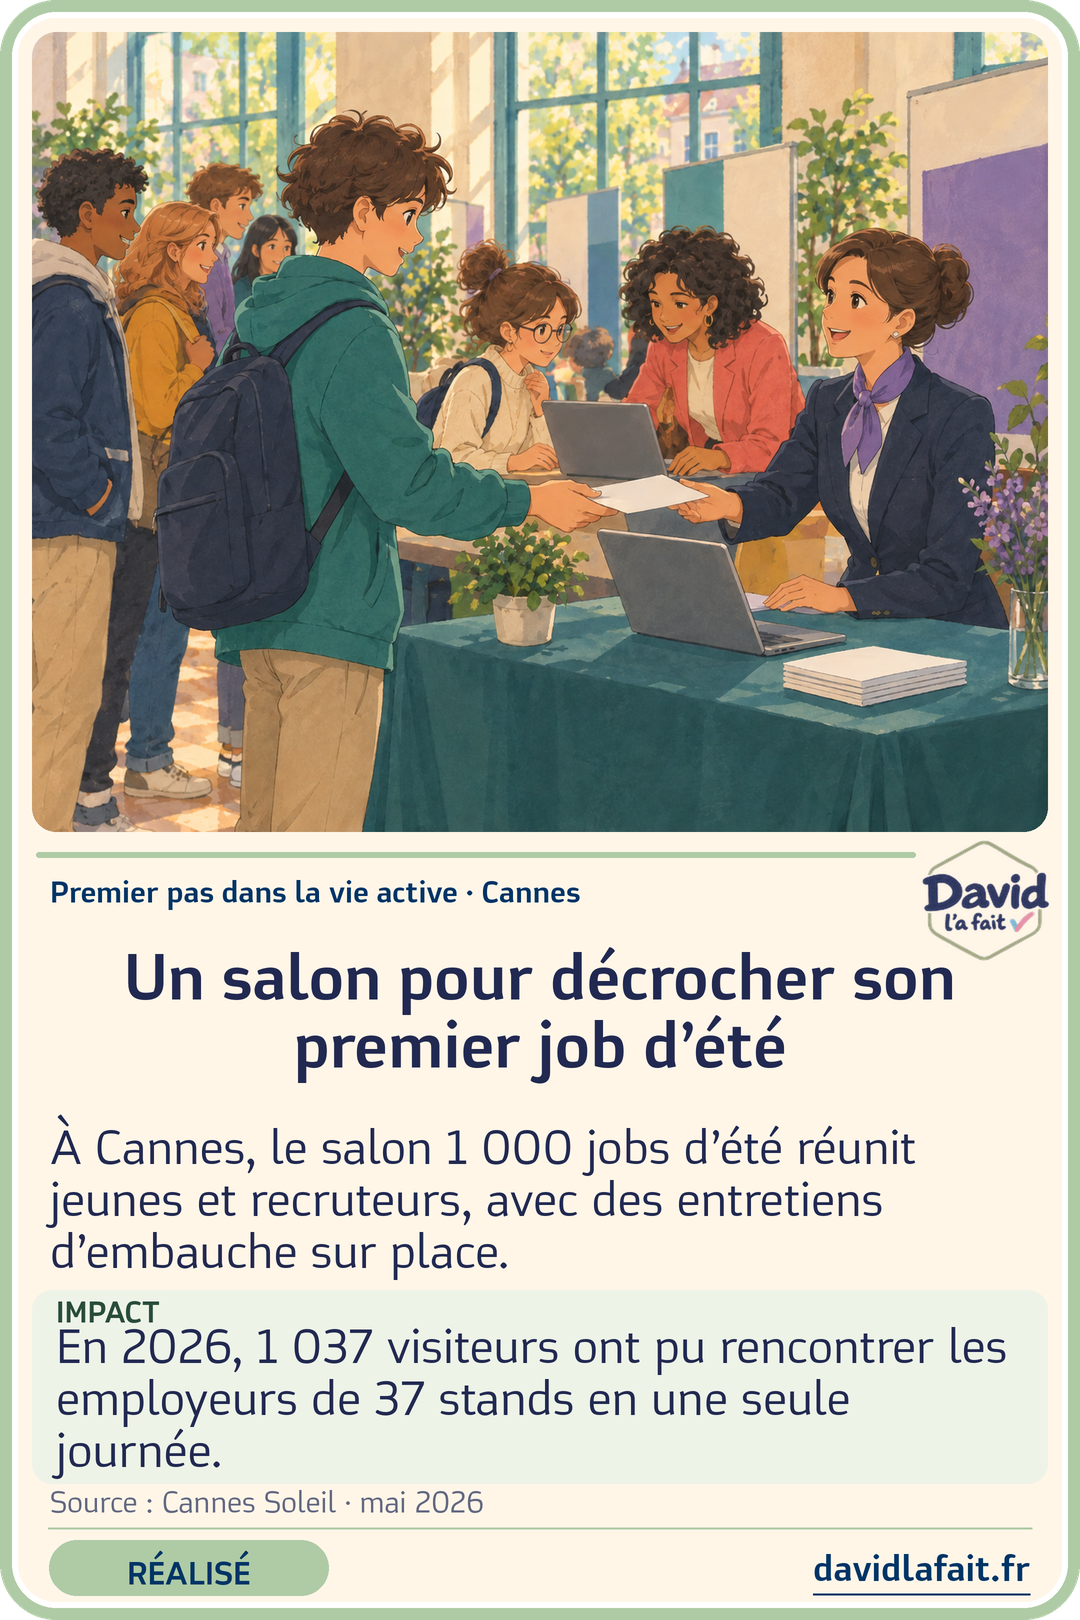 Premier pas dans la vie active · Cannes
David
l’a fait
Un salon pour décrocher son
premier job d’été
À Cannes, le salon 1 000 jobs d’été réunit
jeunes et recruteurs, avec des entretiens
d’embauche sur place.
IMPACT
En 2026, 1 037 visiteurs ont pu rencontrer les
employeurs de 37 stands en une seule
journée.
Source : Cannes Soleil · mai 2026
RÉALISÉ
davidlafait.fr